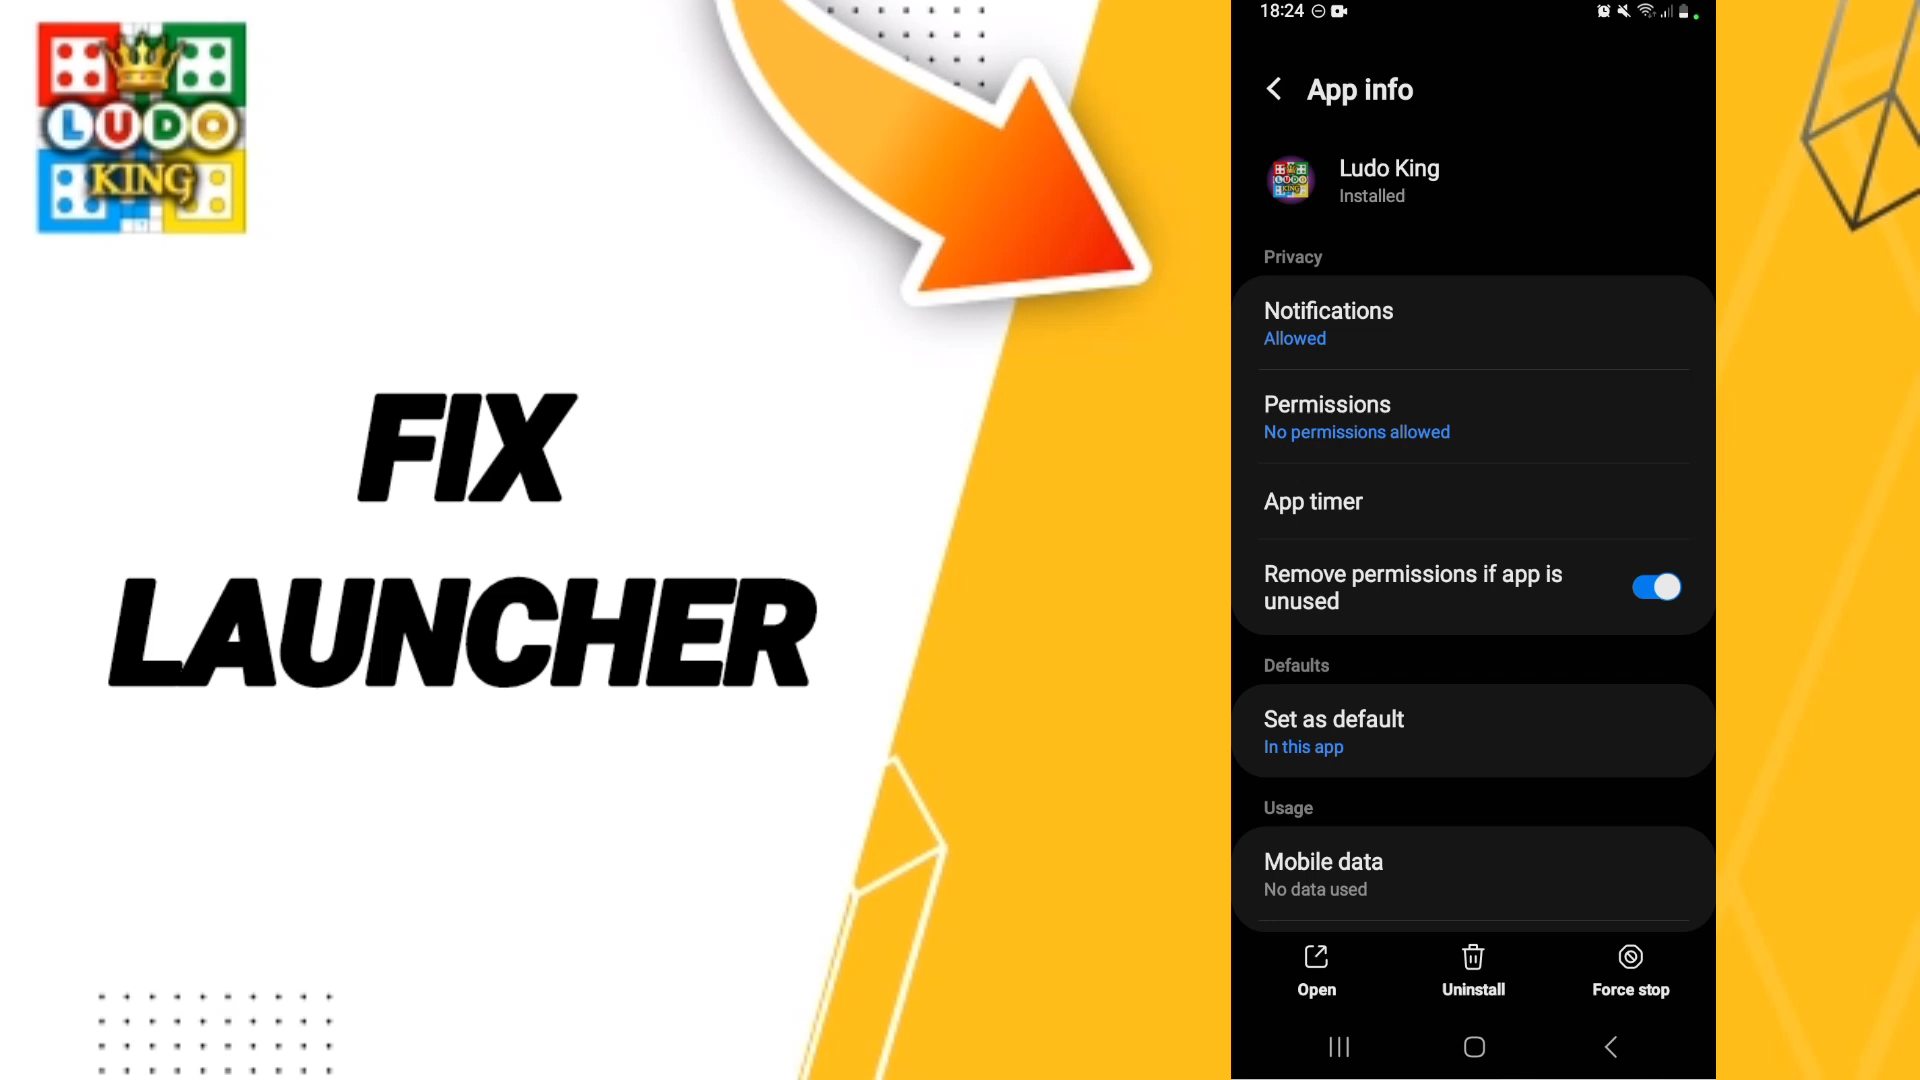 LUDO
KING
FIX
LAUNCHER
18:24
App info
LUDO
KING
Ludo King
Installed
Privacy
Notifications
Allowed
Permissions
No permissions allowed
App timer
Remove permissions if app is
unused
Defaults
Set as default
In this app
Usage
Mobile data
No data used
Open
Uninstall
Force stop